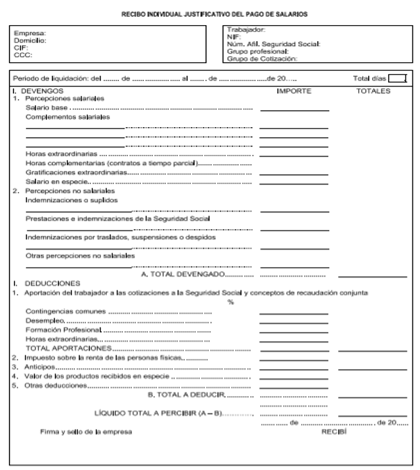 RECIBO INDIVIDUAL JUSTIFICATIVO DEL PAGO DE SALARIOS
Empresa:
Domicilio:
CIF:
CCC:
Trabajador:
NIF:
Núm. Afil. Seguridad Social:
Grupo profesional:
Grupo de Cotización:
Periodo de liquidación: del ....... de ..................... al ...... de .....................de 20..... Total días
I. DEVENGOS IMPORTE TOTALES
1. Percepciones salariales
Salario base
Complementos salariales
Horas extraordinarias
Horas complementarias (contratos a tiempo parcial)
Gratificaciones extraordinarias
Salario en especie
2. Percepciones no salariales
Indemnizaciones o suplidos
Prestaciones e indemnizaciones de la Seguridad Social
Indemnizaciones por traslados, suspensiones o despidos
Otras percepciones no salariales
A. TOTAL DEVENGADO
I. DEDUCCIONES
1. Aportación del trabajador a las cotizaciones a la Seguridad Social y conceptos de recaudación conjunta
%
Contingencias comunes
Desempleo
Formación Profesional
Horas extraordinarias
TOTAL APORTACIONES
2. Impuesto sobre la renta de las personas físicas
3. Anticipos
4. Valor de los productos recibidos en especie
5. Otras deducciones
B. TOTAL A DEDUCIR
LÍQUIDO TOTAL A PERCIBIR (A – B)
........ de ..................... de 20.....
Firma y sello de la empresa RECIBÍ